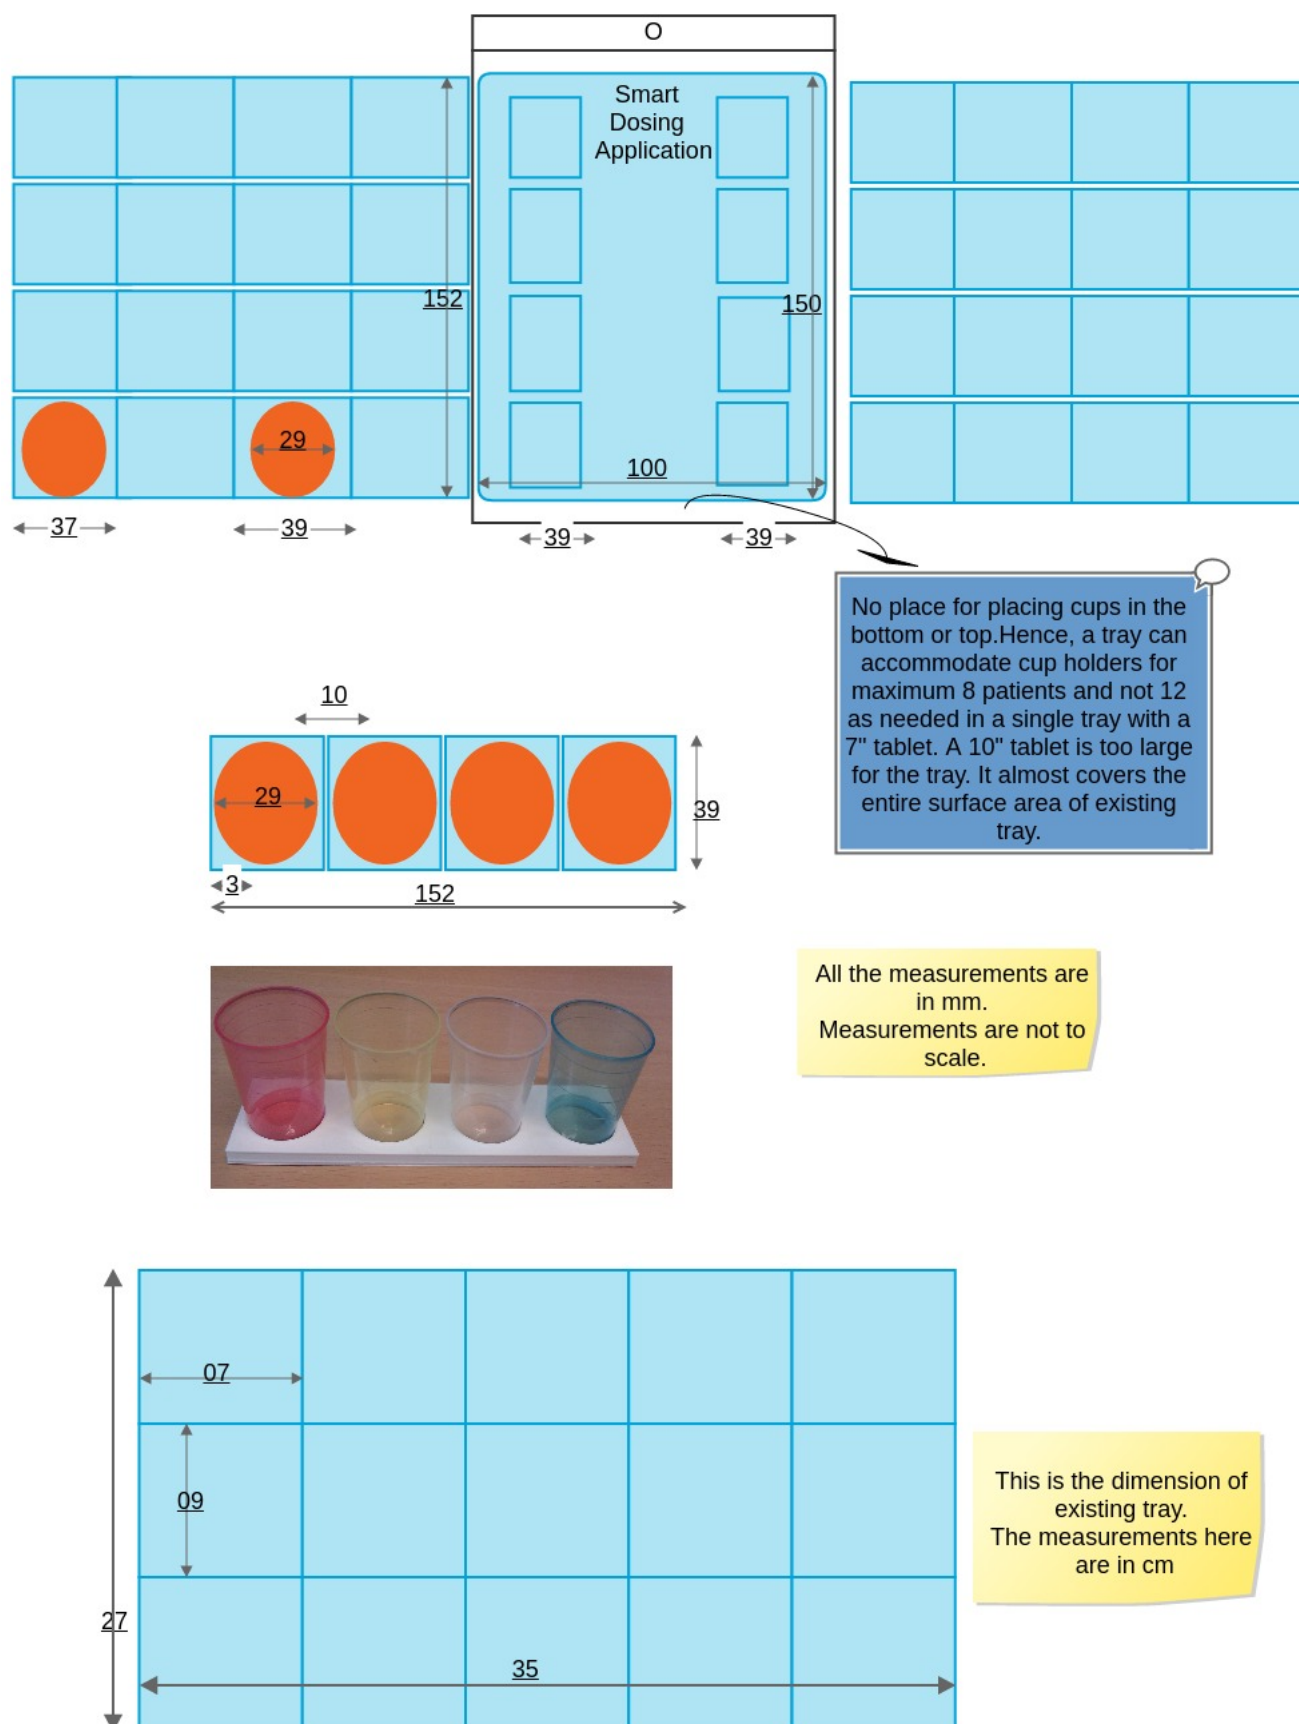 O
Smart
Dosing
Application
152
150
29
100
37
39
39
39
No place for placing cups in the
bottom or top.Hence, a tray can
accommodate cup holders for
maximum 8 patients and not 12
as needed in a single tray with a
7" tablet. A 10" tablet is too large
for the tray. It almost covers the
entire surface area of existing
tray.
10
29
39
3
152
All the measurements are
in mm.
Measurements are not to
scale.
07
09
27
35
This is the dimension of
existing tray.
The measurements here
are in cm